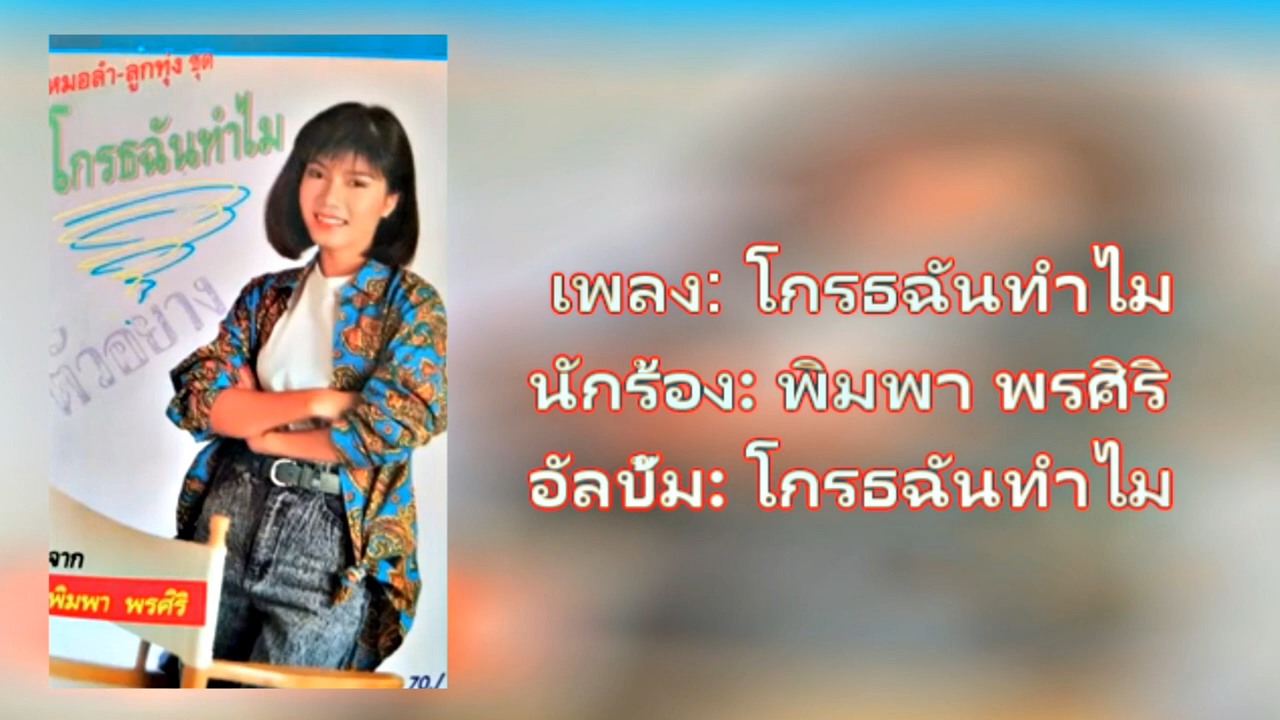 หมอลำ-ลูกทุ่ง ชุด
โกรธฉันทำไม
ตัวอย่าง
จาก
พิมพา พรศิริ
70.-/
เพลง: โกรธฉันทำไม
นักร้อง: พิมพา พรศิริ
อัลบั้ม: โกรธฉันทำไม